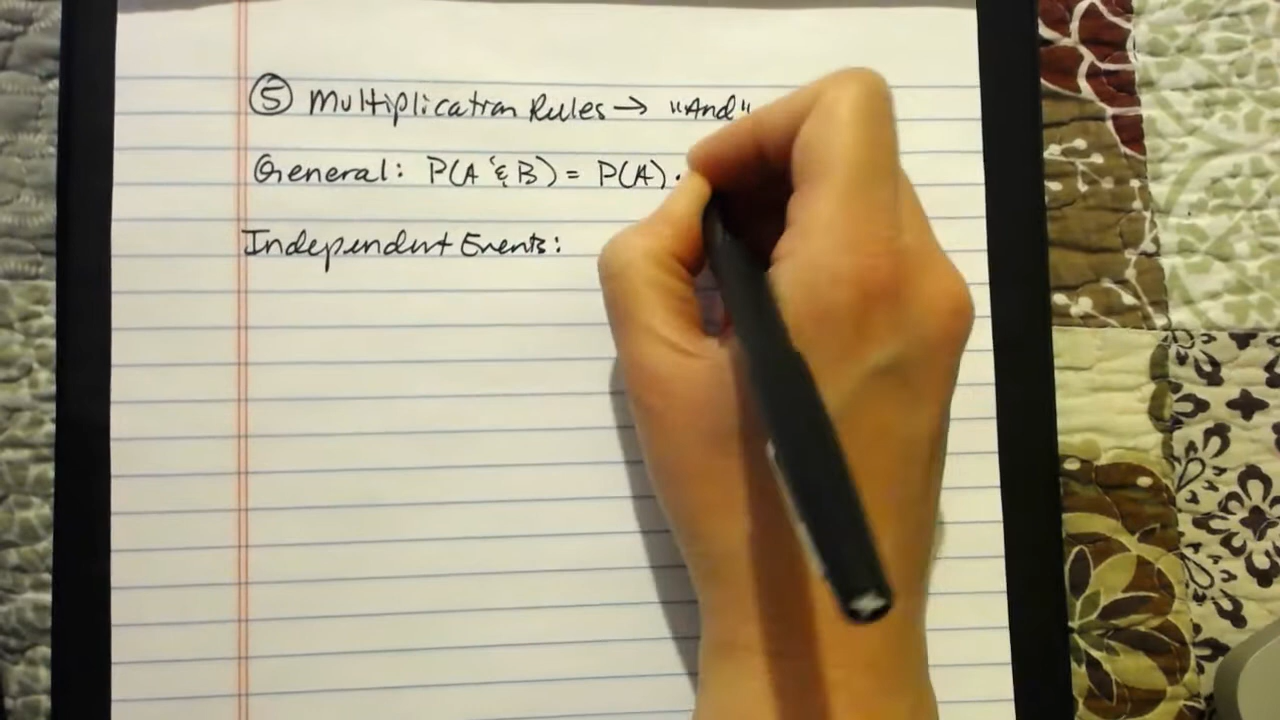 ⑤ Multiplication Rules → "And"
General: P(A & B) = P(A) ·
Independent Events: